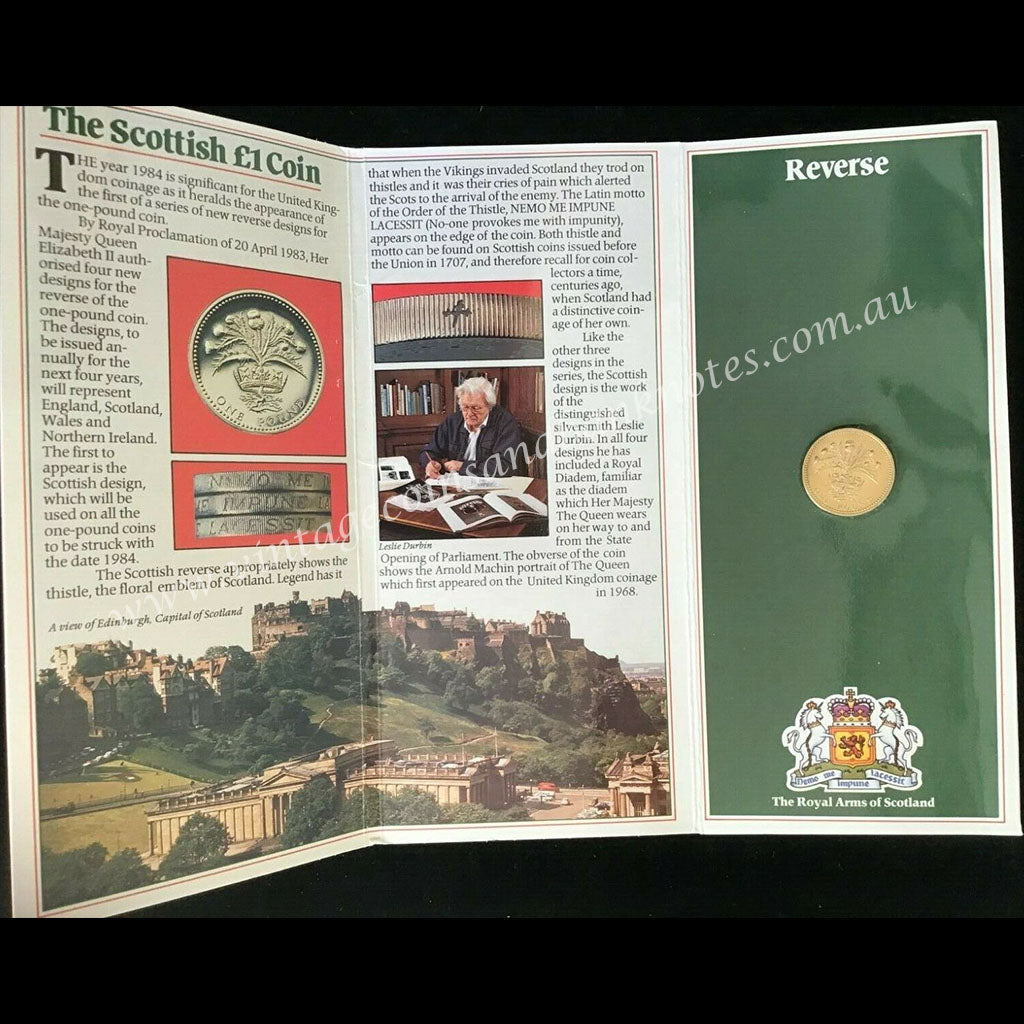 The Scottish £1 Coin
THE year 1984 is significant for the United King-
dom coinage as it heralds the appearance of
the first of a series of new reverse designs for
the one-pound coin.
By Royal Proclamation of 20 April 1983, Her
Majesty Queen
Elizabeth II auth-
orised four new
designs for the
reverse of the
one-pound coin.
The designs, to
be issued an-
nually for the
next four years,
will represent
England, Scotland,
Wales and
Northern Ireland.
The first to
appear is the
Scottish design,
which will be
used on all the
one-pound coins
to be struck with
the date 1984.
The Scottish reverse appropriately shows the
thistle, the floral emblem of Scotland. Legend has it
ONE POUND
NEMO ME I
E IMPUNE
LACESSIT
A view of Edinburgh, Capital of Scotland
that when the Vikings invaded Scotland they trod on
thistles and it was their cries of pain which alerted
the Scots to the arrival of the enemy. The Latin motto
of the Order of the Thistle, NEMO ME IMPUNE
LACESSIT (No-one provokes me with impunity),
appears on the edge of the coin. Both thistle and
motto can be found on Scottish coins issued before
the Union in 1707, and therefore recall for coin col-
lectors a time,
centuries ago,
when Scotland had
a distinctive coin-
age of her own.
Like the
other three
designs in the
series, the Scottish
design is the work
of the
distinguished
silversmith Leslie
Durbin. In all four
designs he has
included a Royal
Diadem, familiar
as the diadem
which Her Majesty
The Queen wears
on her way to and
from the State
Opening of Parliament. The obverse of the coin
shows the Arnold Machin portrait of The Queen
which first appeared on the United Kingdom coinage
in 1968.
Leslie Durbin
Reverse
Nemo me impune lacessit
The Royal Arms of Scotland
www.vintagecoinsandbanknotes.com.au